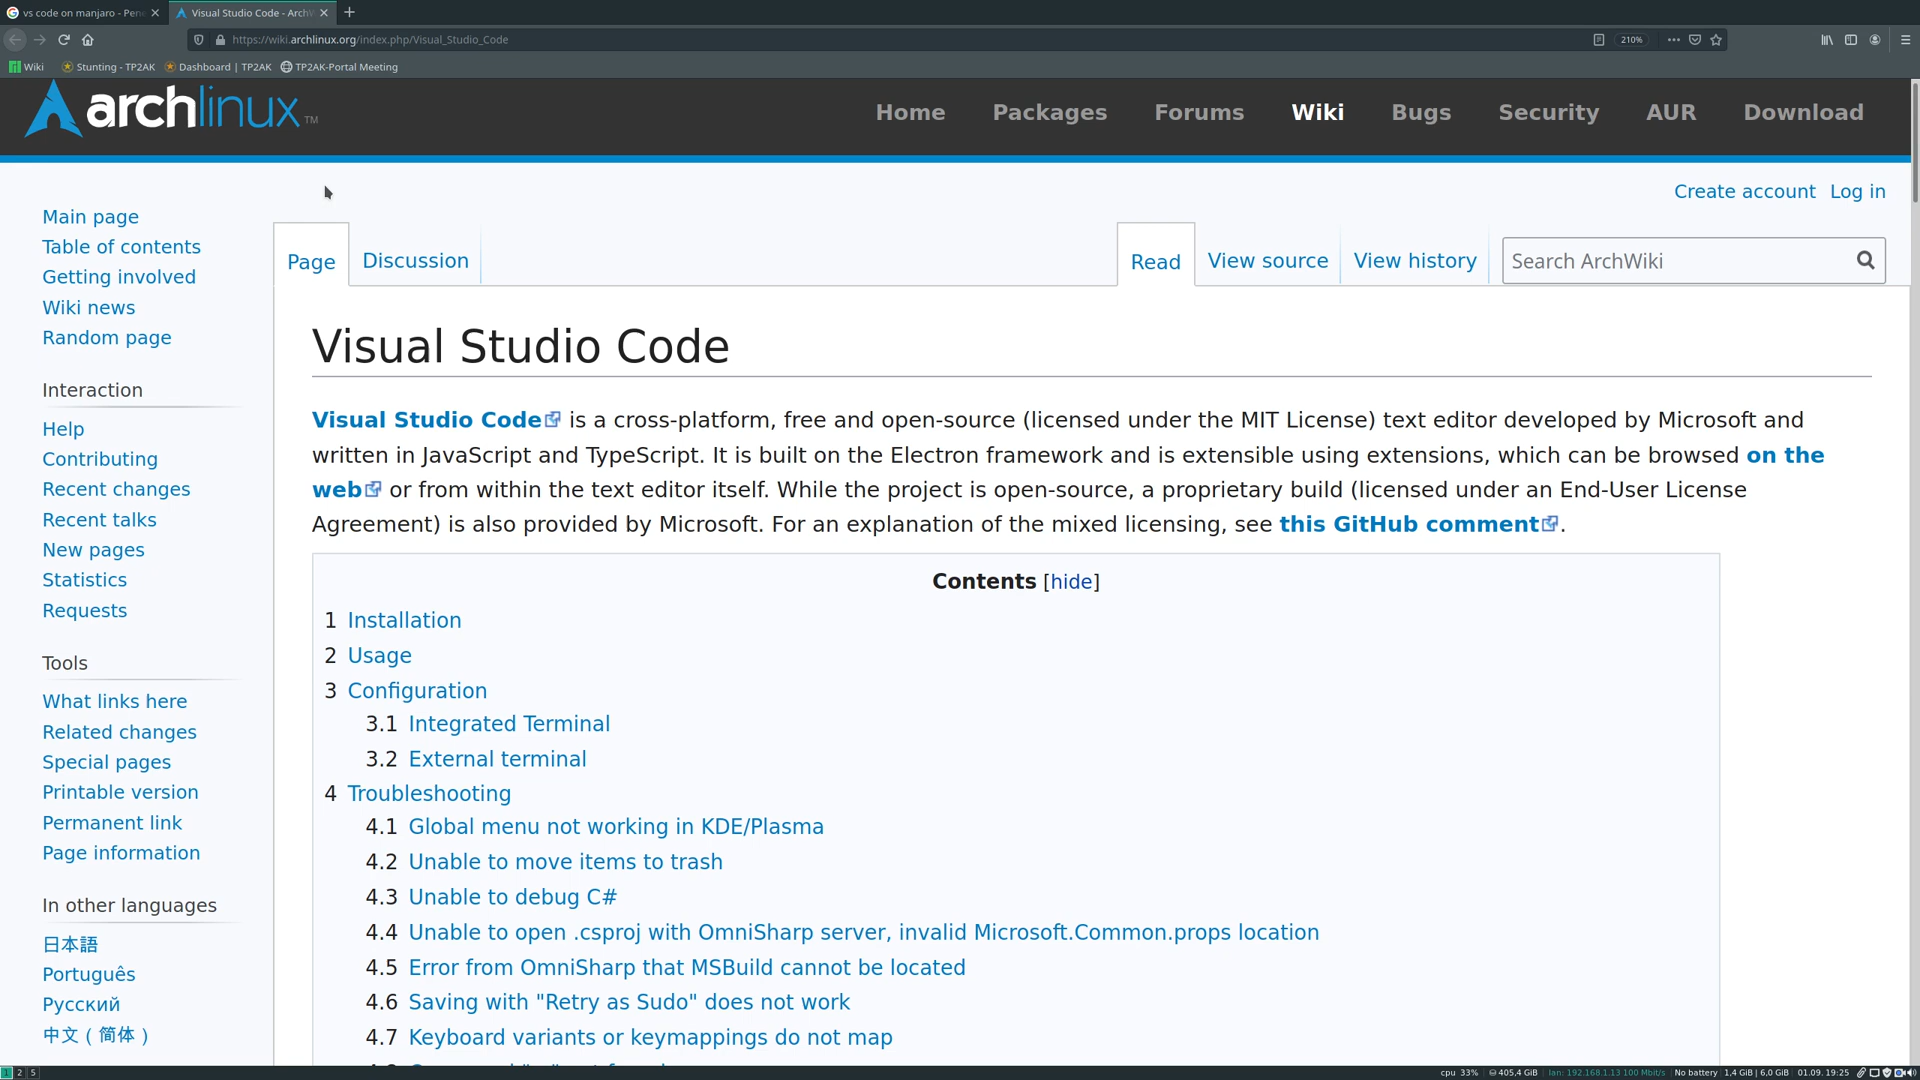 vs code on manjaro - Pene
Visual Studio Code - ArchW
https://wiki.archlinux.org/index.php/Visual_Studio_Code
210%
Wiki
Stunting - TP2AK
Dashboard | TP2AK
TP2AK-Portal Meeting
archlinux TM
Home
Packages
Forums
Wiki
Bugs
Security
AUR
Download
Create account
Log in
Main page
Table of contents
Getting involved
Wiki news
Random page
Interaction
Help
Contributing
Recent changes
Recent talks
New pages
Statistics
Requests
Tools
What links here
Related changes
Special pages
Printable version
Permanent link
Page information
In other languages
日本語
Português
Русский
中文（简体）
Page
Discussion
Read
View source
View history
Search ArchWiki
Visual Studio Code
Visual Studio Code is a cross-platform, free and open-source (licensed under the MIT License) text editor developed by Microsoft and
written in JavaScript and TypeScript. It is built on the Electron framework and is extensible using extensions, which can be browsed on the
web or from within the text editor itself. While the project is open-source, a proprietary build (licensed under an End-User License
Agreement) is also provided by Microsoft. For an explanation of the mixed licensing, see this GitHub comment.
Contents [hide]
1 Installation
2 Usage
3 Configuration
3.1 Integrated Terminal
3.2 External terminal
4 Troubleshooting
4.1 Global menu not working in KDE/Plasma
4.2 Unable to move items to trash
4.3 Unable to debug C#
4.4 Unable to open .csproj with OmniSharp server, invalid Microsoft.Common.props location
4.5 Error from OmniSharp that MSBuild cannot be located
4.6 Saving with "Retry as Sudo" does not work
4.7 Keyboard variants or keymappings do not map
1 2 5
cpu 33% | 405,4 GiB | lan: 192.168.1.13 100 Mbit/s | No battery | 1,4 GiB | 6,0 GiB | 01.09. 19:25